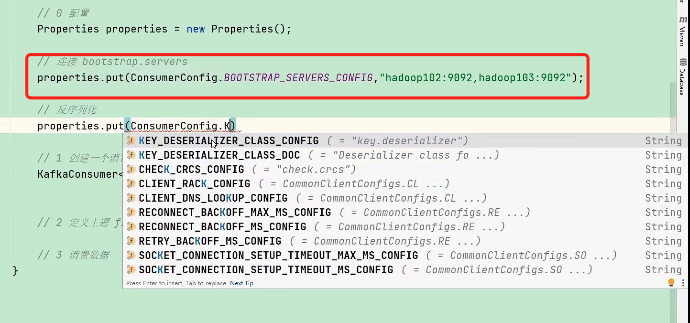 // 0 配置
Properties properties = new Properties();
// 连接 bootstrap.servers
properties.put(ConsumerConfig.BOOTSTRAP_SERVERS_CONFIG,"hadoop102:9092,hadoop103:9092");
// 反序列化
properties.put(ConsumerConfig.K)
KEY_DESERIALIZER_CLASS_CONFIG ( = "key.deserializer") String
KEY_DESERIALIZER_CLASS_DOC ( = "Deserializer class fo ...) String
// 1 创建一个消
CHECK_CRCS_CONFIG ( = "check.crcs") String
KafkaConsumer<
CLIENT_RACK_CONFIG ( = CommonClientConfigs.CL ...) String
CLIENT_DNS_LOOKUP_CONFIG ( = CommonClientConfigs.CL ...) String
RECONNECT_BACKOFF_MAX_MS_CONFIG ( = CommonClientConfigs.RE ...) String
// 2 定义主题 f
RECONNECT_BACKOFF_MS_CONFIG ( = CommonClientConfigs.RE ...) String
RETRY_BACKOFF_MS_CONFIG ( = CommonClientConfigs.RE ...) String
// 3 消费数据
SOCKET_CONNECTION_SETUP_TIMEOUT_MAX_MS_CONFIG ( = CommonClientConfigs.SO ...) String
}
SOCKET_CONNECTION_SETUP_TIMEOUT_MS_CONFIG ( = CommonClientConfigs.SO ...) String
Press Enter to insert, Tab to replace Next Tip
Maven
Database